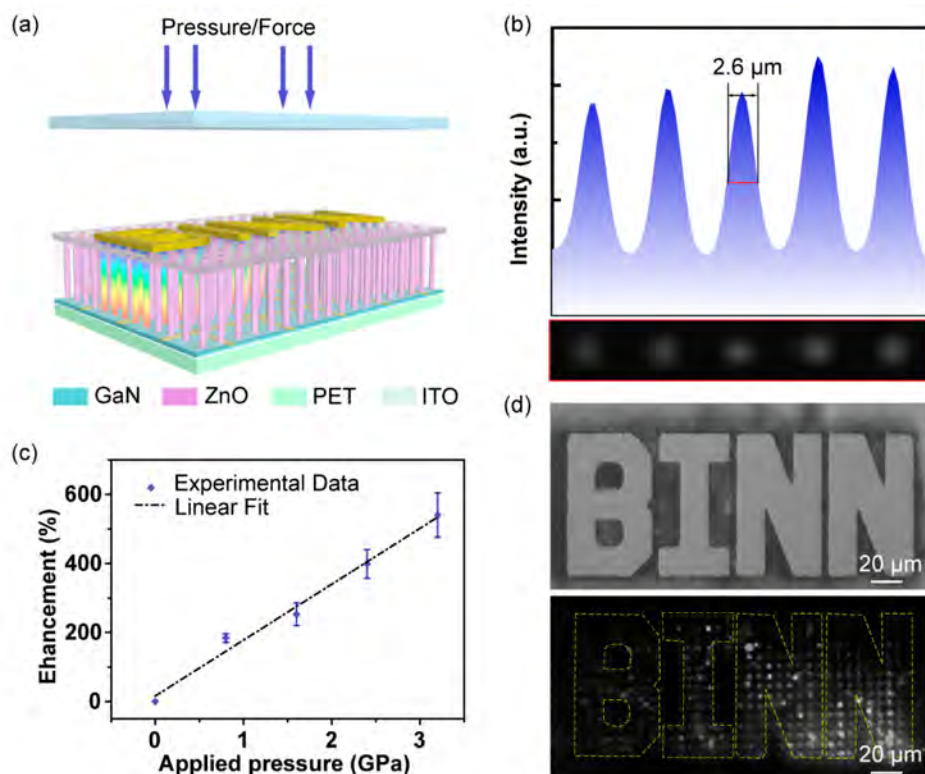 (a)
Pressure/Force
GaN
ZnO
PET
ITO
(b)
2.6 μm
Intensity (a.u.)
(c)
Experimental Data
Linear Fit
600
400
200
0
Ehancement (%)
0
1
2
3
Applied pressure (GPa)
(d)
BINN
20 μm
BINN
20 μm